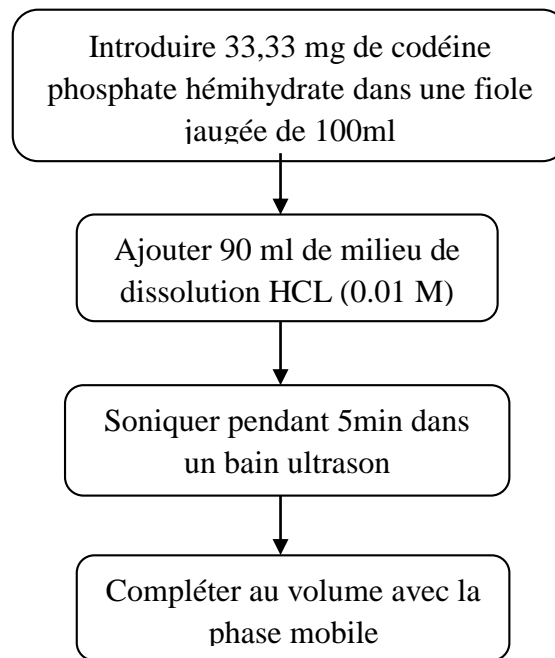 Introduire 33,33 mg de codéine
phosphate hémihydrate dans une fiole
jaugée de 100ml
Ajouter 90 ml de milieu de
dissolution HCL (0.01 M)
Soniquer pendant 5min dans
un bain ultrason
Compléter au volume avec la
phase mobile